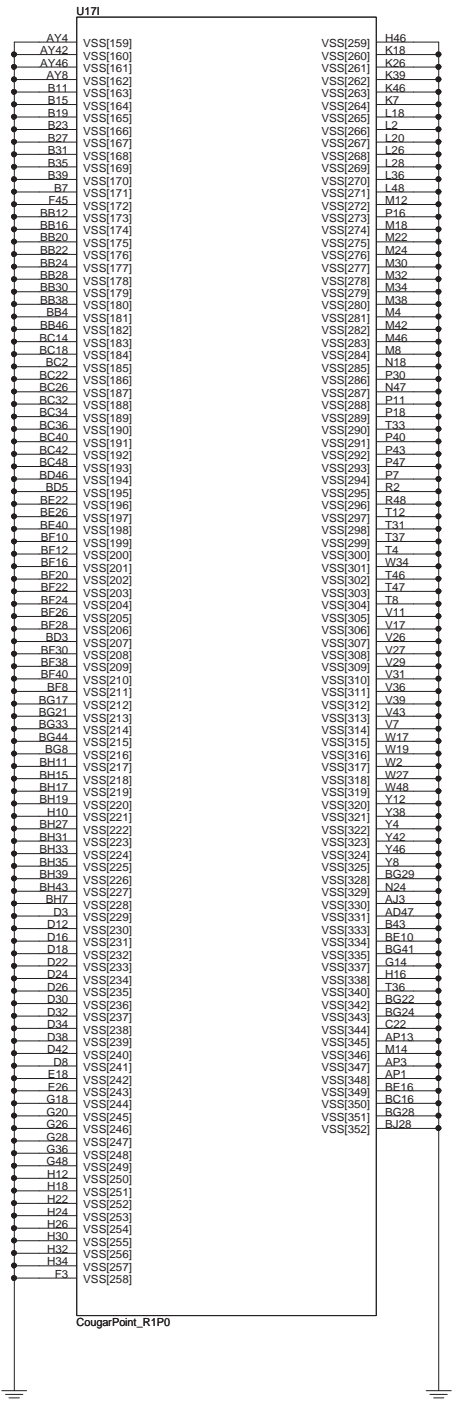 U17I
AY4 VSS[159] VSS[259] H46
AY42 VSS[160] VSS[260] K18
AY46 VSS[161] VSS[261] K26
AY8 VSS[162] VSS[262] K39
B11 VSS[163] VSS[263] K46
B15 VSS[164] VSS[264] K7
B19 VSS[165] VSS[265] L18
B23 VSS[166] VSS[266] L2
B27 VSS[167] VSS[267] L20
B31 VSS[168] VSS[268] L26
B35 VSS[169] VSS[269] L28
B39 VSS[170] VSS[270] L36
B7 VSS[171] VSS[271] L48
F45 VSS[172] VSS[272] M12
BB12 VSS[173] VSS[273] P16
BB16 VSS[174] VSS[274] M18
BB20 VSS[175] VSS[275] M22
BB22 VSS[176] VSS[276] M24
BB24 VSS[177] VSS[277] M30
BB28 VSS[178] VSS[278] M32
BB30 VSS[179] VSS[279] M34
BB38 VSS[180] VSS[280] M38
BB4 VSS[181] VSS[281] M4
BB46 VSS[182] VSS[282] M42
BC14 VSS[183] VSS[283] M46
BC18 VSS[184] VSS[284] M8
BC2 VSS[185] VSS[285] N18
BC22 VSS[186] VSS[286] P30
BC26 VSS[187] VSS[287] N47
BC32 VSS[188] VSS[288] P11
BC34 VSS[189] VSS[289] P18
BC36 VSS[190] VSS[290] T33
BC40 VSS[191] VSS[291] P40
BC42 VSS[192] VSS[292] P43
BC48 VSS[193] VSS[293] P47
BD46 VSS[194] VSS[294] P7
BD5 VSS[195] VSS[295] R2
BE22 VSS[196] VSS[296] R48
BE26 VSS[197] VSS[297] T12
BE40 VSS[198] VSS[298] T31
BF10 VSS[199] VSS[299] T37
BF12 VSS[200] VSS[300] T4
BF16 VSS[201] VSS[301] W34
BF20 VSS[202] VSS[302] T46
BF22 VSS[203] VSS[303] T47
BF24 VSS[204] VSS[304] T8
BF26 VSS[205] VSS[305] V11
BF28 VSS[206] VSS[306] V17
BD3 VSS[207] VSS[307] V26
BF30 VSS[208] VSS[308] V27
BF38 VSS[209] VSS[309] V29
BF40 VSS[210] VSS[310] V31
BF8 VSS[211] VSS[311] V36
BG17 VSS[212] VSS[312] V39
BG21 VSS[213] VSS[313] V43
BG33 VSS[214] VSS[314] V7
BG44 VSS[215] VSS[315] W17
BG8 VSS[216] VSS[316] W19
BH11 VSS[217] VSS[317] W2
BH15 VSS[218] VSS[318] W27
BH17 VSS[219] VSS[319] W48
BH19 VSS[220] VSS[320] Y12
H10 VSS[221] VSS[321] Y38
BH27 VSS[222] VSS[322] Y4
BH31 VSS[223] VSS[323] Y42
BH33 VSS[224] VSS[324] Y46
BH35 VSS[225] VSS[325] Y8
BH39 VSS[226] VSS[328] BG29
BH43 VSS[227] VSS[329] N24
BH7 VSS[228] VSS[330] AJ3
D3 VSS[229] VSS[331] AD47
D12 VSS[230] VSS[333] B43
D16 VSS[231] VSS[334] BE10
D18 VSS[232] VSS[335] BG41
D22 VSS[233] VSS[337] G14
D24 VSS[234] VSS[338] H16
D26 VSS[235] VSS[340] T36
D30 VSS[236] VSS[342] BG22
D32 VSS[237] VSS[343] BG24
D34 VSS[238] VSS[344] C22
D38 VSS[239] VSS[345] AP13
D42 VSS[240] VSS[346] M14
D8 VSS[241] VSS[347] AP3
E18 VSS[242] VSS[348] AP1
E26 VSS[243] VSS[349] BE16
G18 VSS[244] VSS[350] BC16
G20 VSS[245] VSS[351] BG28
G26 VSS[246] VSS[352] BJ28
G28 VSS[247]
G36 VSS[248]
G48 VSS[249]
H12 VSS[250]
H18 VSS[251]
H22 VSS[252]
H24 VSS[253]
H26 VSS[254]
H30 VSS[255]
H32 VSS[256]
H34 VSS[257]
F3 VSS[258]
CougarPoint_R1P0